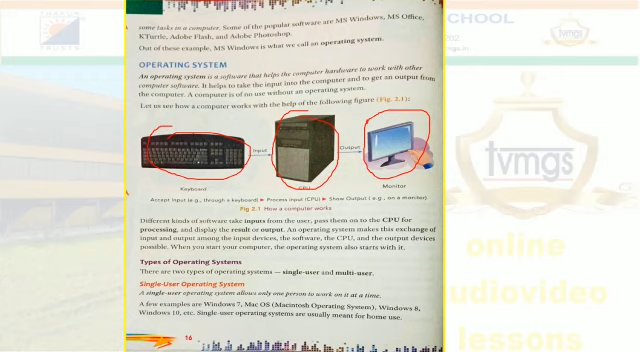 some tasks in a computer. Some of the popular software are MS Windows, MS Office,
KTurtle, Adobe Flash, and Adobe Photoshop.
Out of these example, MS Windows is what we call an operating system.
SCHOOL
OPERATING SYSTEM
An operating system is a software that helps the computer hardware to work with other
computer software. It helps to take the input into the computer and to get an output from
the computer. A computer is of no use without an operating system.
Let us see how a computer works with the help of the following figure (Fig. 2.1):
Input
Output
Keyboard
CPU
Monitor
Accept Input (e.g., through a keyboard) ► Process input (CPU) ► Show Output ( e.g., on a monitor)
Fig 2.1 How a computer works
Different kinds of software take inputs from the user, pass them on to the CPU for
processing, and display the result or output. An operating system makes this exchange of
input and output among the input devices, the software, the CPU, and the output devices
possible. When you start your computer, the operating system also starts with it.
Types of Operating Systems
There are two types of operating systems — single-user and multi-user.
Single-User Operating System
A single-user operating system allows only one person to work on it at a time.
A few examples are Windows 7, Mac OS (Macintosh Operating System), Windows 8,
Windows 10, etc. Single-user operating systems are usually meant for home use.
16
tvmgs
tvmgs
online
lessons